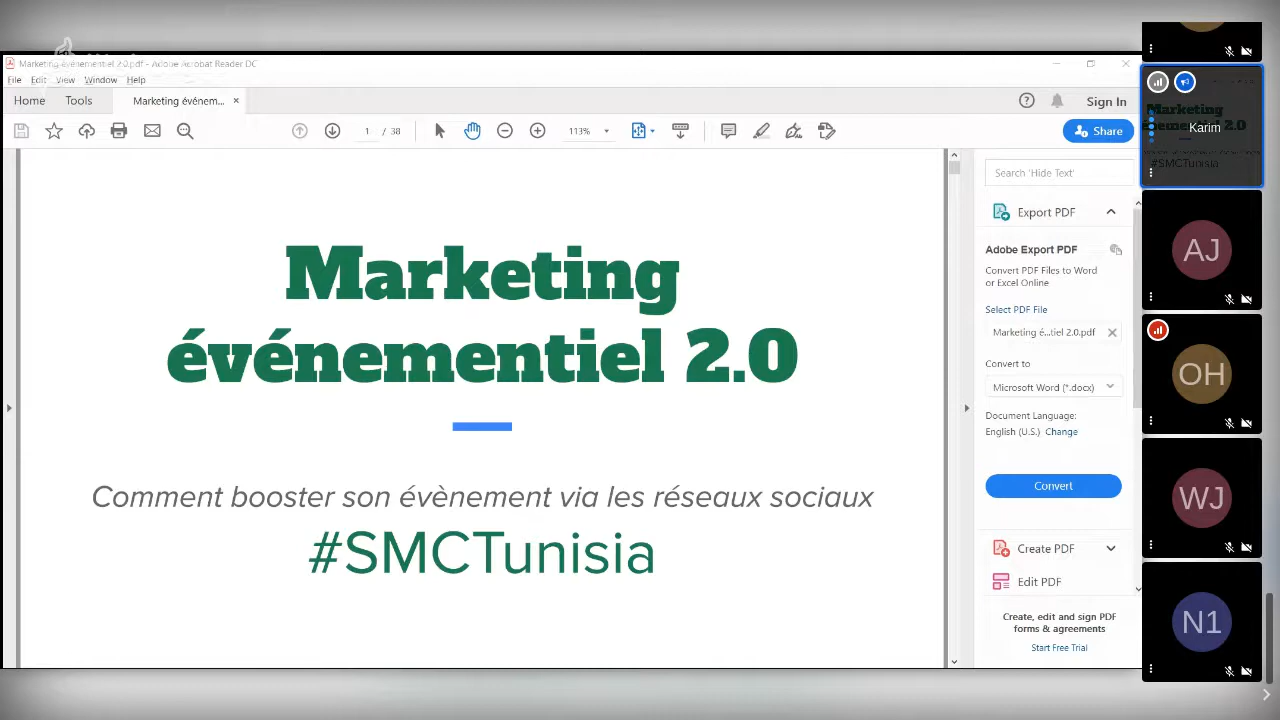 Marketing événementiel 2.0.pdf - Adobe Acrobat Reader DC
File Edit View Window Help
Home Tools Marketing événem... ×
Sign In
1 / 38
113%
Share
Marketing
événementiel 2.0
Comment booster son évènement via les réseaux sociaux
#SMCTunisia
Search 'Hide Text'
Export PDF
Adobe Export PDF
Convert PDF Files to Word
or Excel Online
Select PDF File
Marketing é...tiel 2.0.pdf
Convert to
Microsoft Word (*.docx)
Document Language:
English (U.S.) Change
Convert
Create PDF
Edit PDF
Create, edit and sign PDF
forms & agreements
Start Free Trial
Marketing
Karim
#SMCTunisia
AJ
OH
WJ
N1